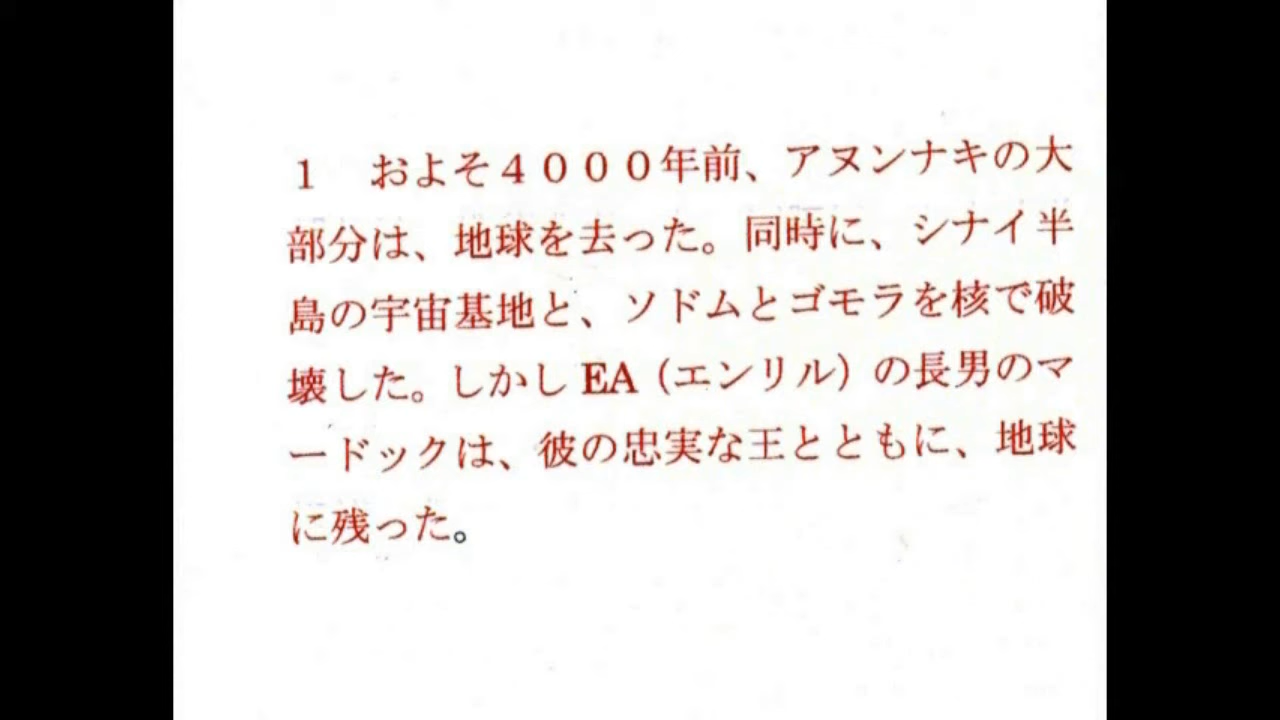 1 およそ4000年前、アヌンナキの大
部分は、地球を去った。同時に、シナイ半
島の宇宙基地と、ソドムとゴモラを核で破
壊した。しかしEA（エンリル）の長男のマ
ードックは、彼の忠実な王とともに、地球
に残った。